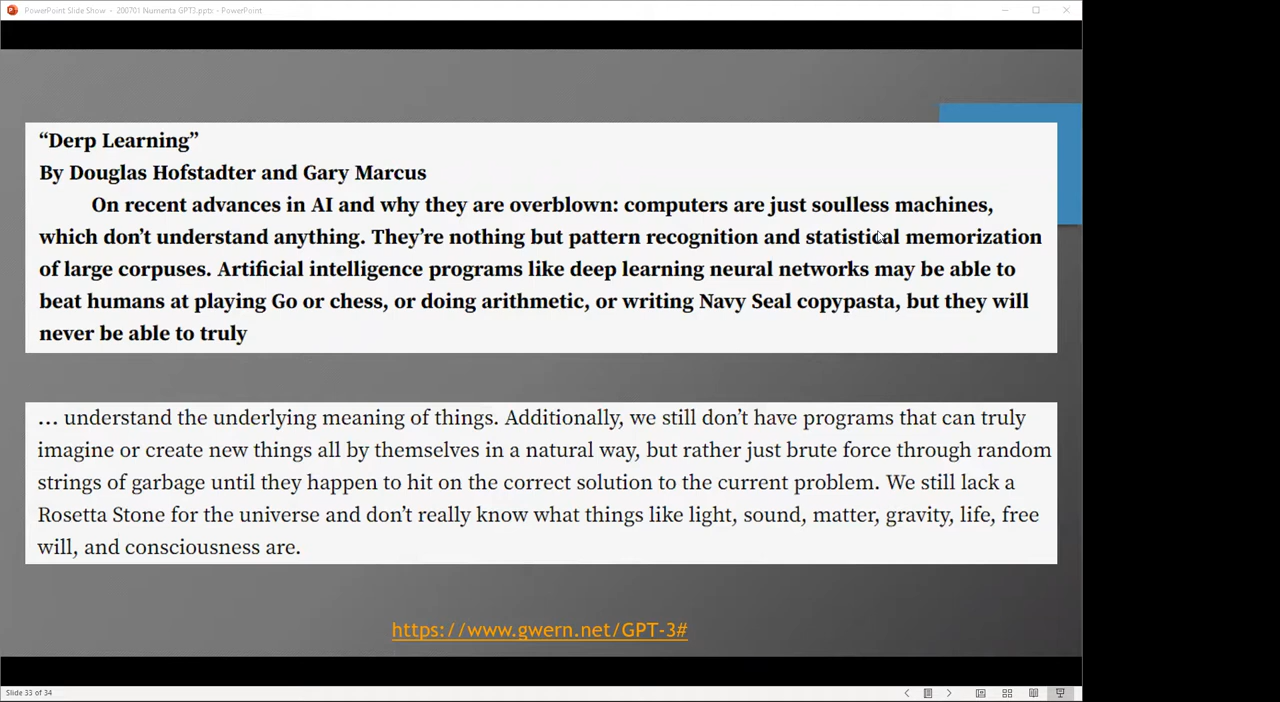 PowerPoint Slide Show - 200701 Numenta GPT3.pptx - PowerPoint
“Derp Learning”
By Douglas Hofstadter and Gary Marcus
On recent advances in AI and why they are overblown: computers are just soulless machines,
which don’t understand anything. They’re nothing but pattern recognition and statistical memorization
of large corpuses. Artificial intelligence programs like deep learning neural networks may be able to
beat humans at playing Go or chess, or doing arithmetic, or writing Navy Seal copypasta, but they will
never be able to truly
… understand the underlying meaning of things. Additionally, we still don’t have programs that can truly
imagine or create new things all by themselves in a natural way, but rather just brute force through random
strings of garbage until they happen to hit on the correct solution to the current problem. We still lack a
Rosetta Stone for the universe and don’t really know what things like light, sound, matter, gravity, life, free
will, and consciousness are.
https://www.gwern.net/GPT-3#
Slide 33 of 34